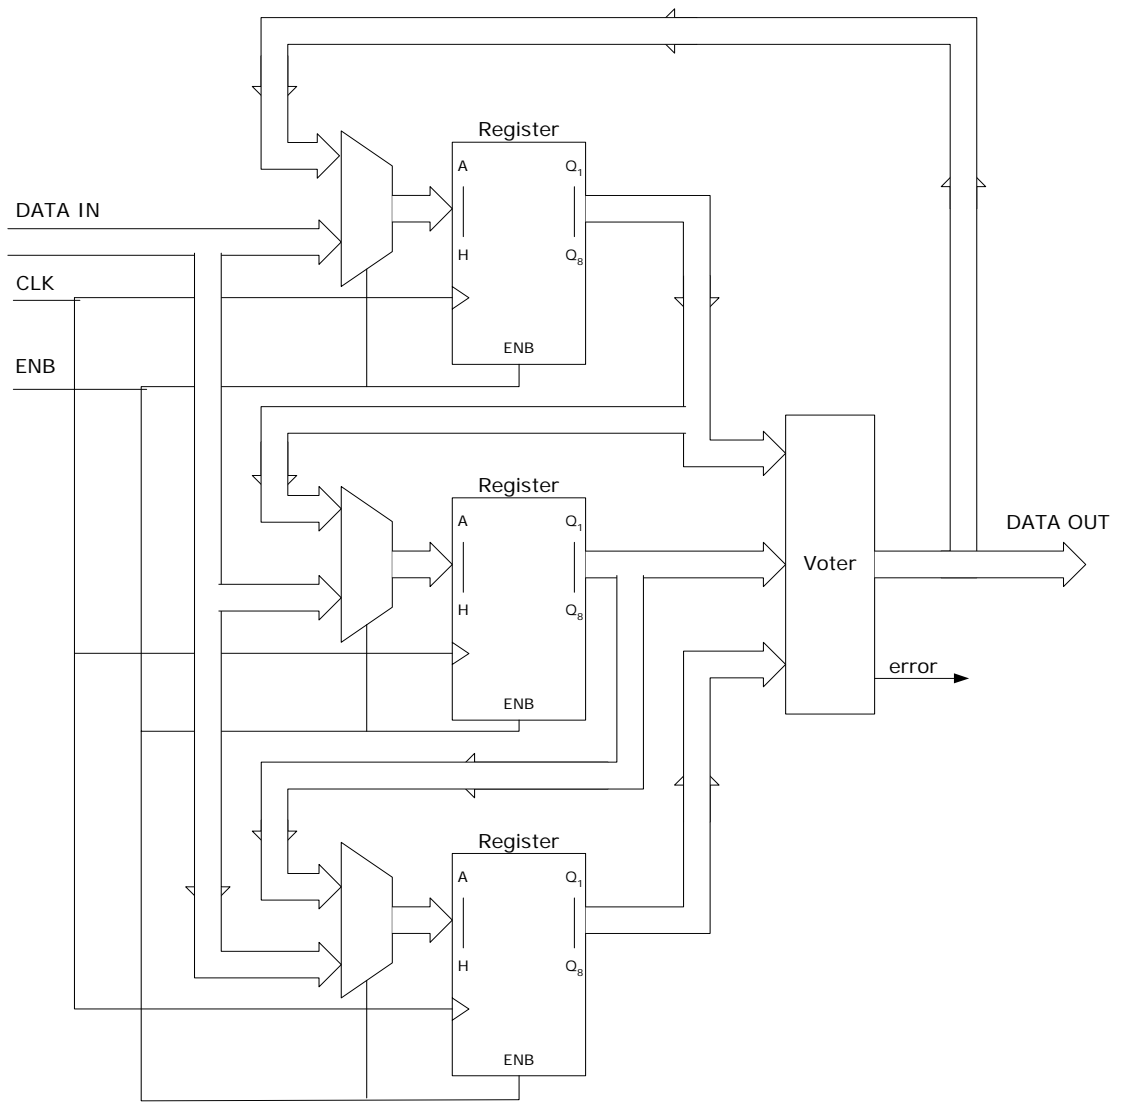 Register
A
Q1
DATA IN
H
Q8
CLK
ENB
ENB
Register
A
Q1
DATA OUT
Voter
H
Q8
error
ENB
Register
A
Q1
H
Q8
ENB